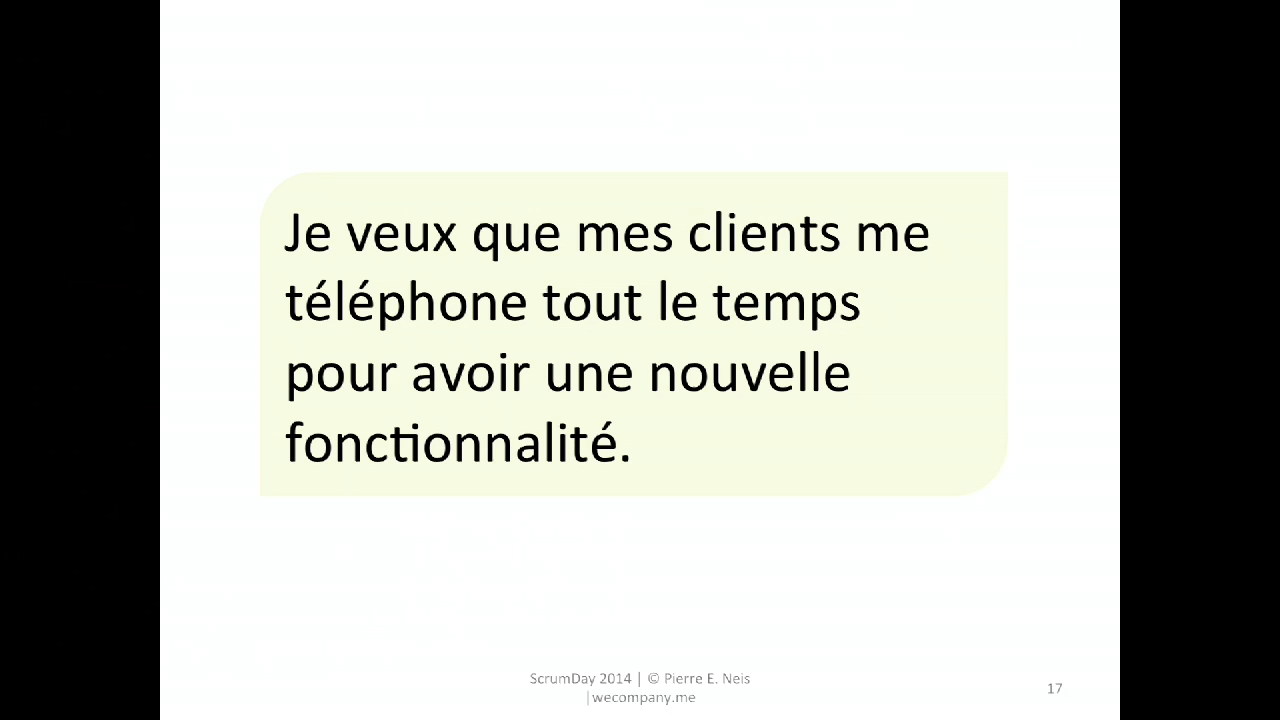 Je veux que mes clients me
téléphone tout le temps
pour avoir une nouvelle
fonctionnalité.
ScrumDay 2014 | © Pierre E. Neis
|wecompany.me
17